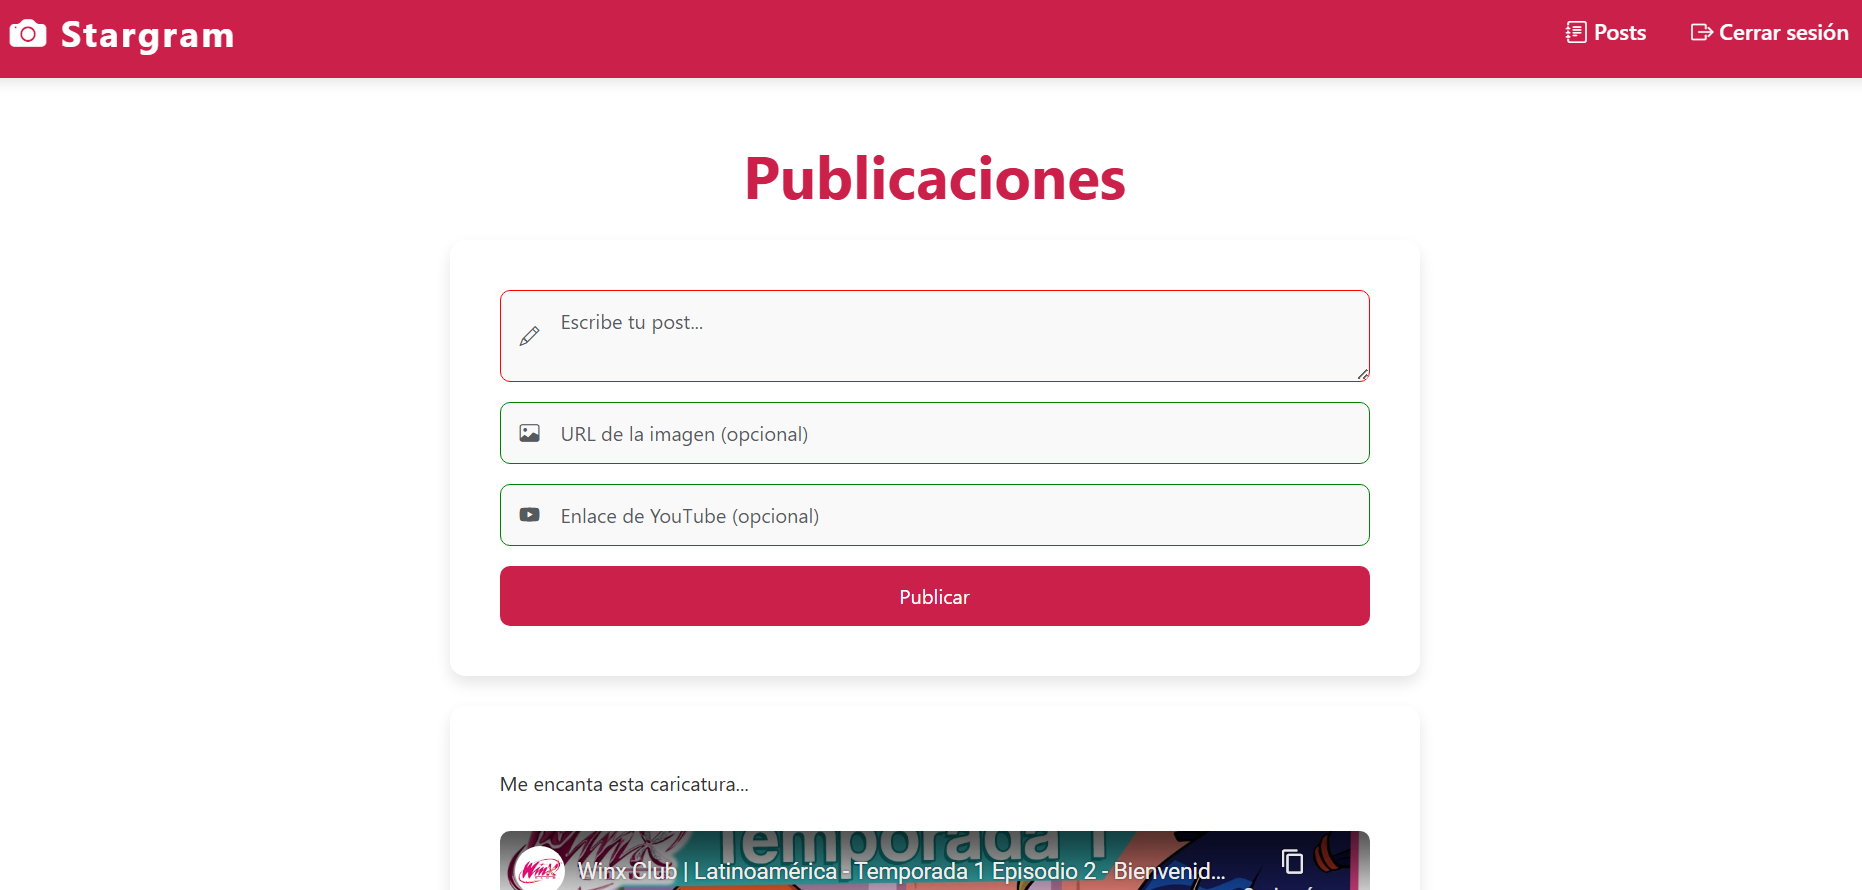 Stargram
Posts
Cerrar sesión
Publicaciones
Escribe tu post...
URL de la imagen (opcional)
Enlace de YouTube (opcional)
Publicar
Me encanta esta caricatura...
Temporada 1
Winx Club | Latinoamérica - Temporada 1 Episodio 2 - Bienvenid...